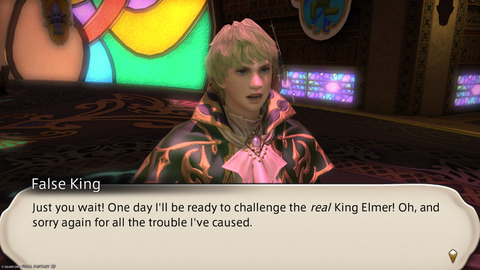 False King
Just you wait! One day I'll be ready to challenge the real King Elmer! Oh, and
sorry again for all the trouble I've caused.